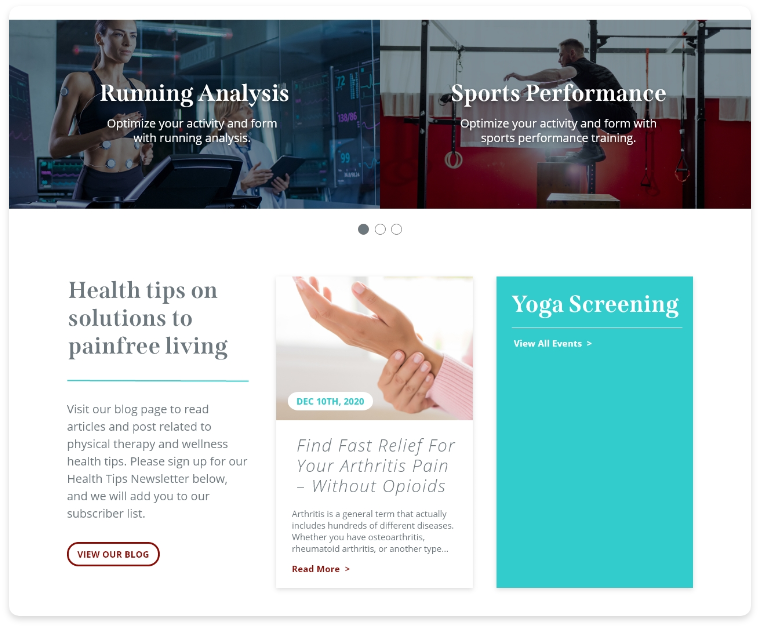 Running Analysis
Optimize your activity and form
with running analysis.
Sports Performance
Optimize your activity and form with
sports performance training.
Health tips on
solutions to
painfree living
Visit our blog page to read
articles and post related to
physical therapy and wellness
health tips. Please sign up for our
Health Tips Newsletter below,
and we will add you to our
subscriber list.
VIEW OUR BLOG
DEC 10TH, 2020
Find Fast Relief For
Your Arthritis Pain
– Without Opioids
Arthritis is a general term that actually
includes hundreds of different diseases.
Whether you have osteoarthritis,
rheumatoid arthritis, or another type...
Read More >
Yoga Screening
View All Events >